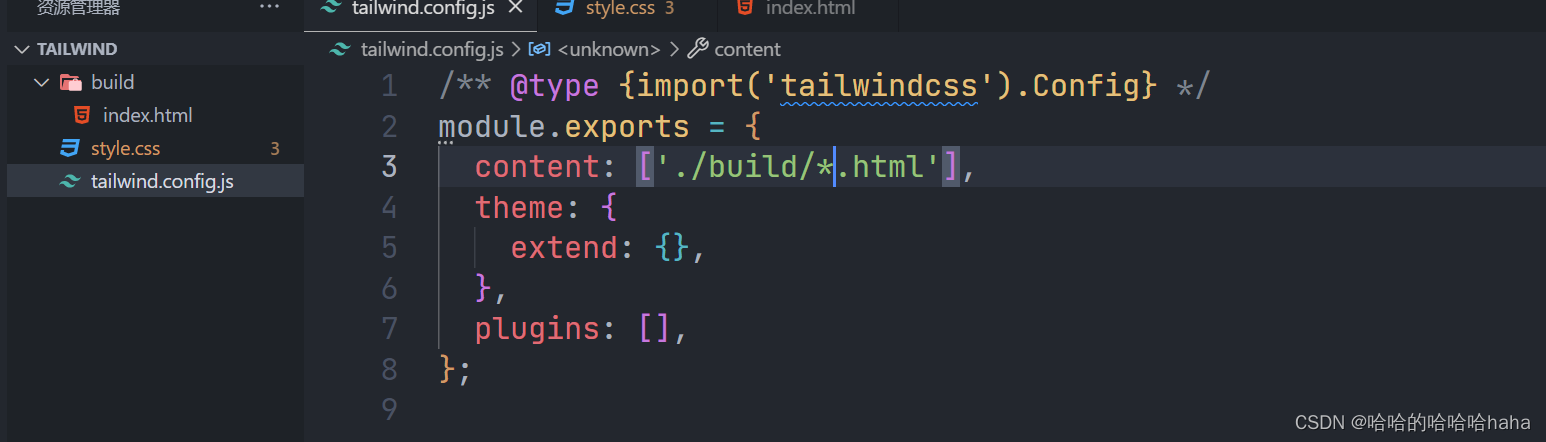 资源管理器 ···
tailwind.config.js
style.css 3
index.html
TAILWIND
build
index.html
style.css 3
tailwind.config.js
tailwind.config.js > <unknown> > content
1 /** @type {import('tailwindcss').Config} */
2 module.exports = {
3 content: ['./build/*.html'],
4 theme: {
5 extend: {},
6 },
7 plugins: [],
8 };
9
CSDN @哈哈的哈哈哈haha